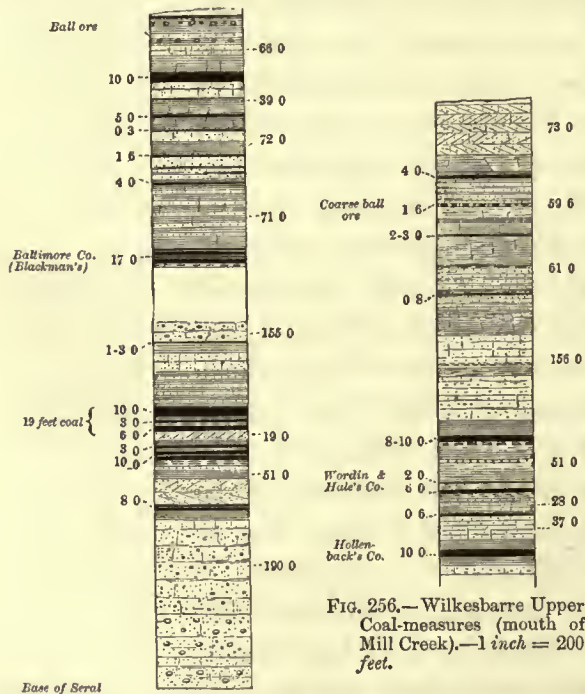 Ball ore
66 0
10 0
39 0
5 0
0 3
72 0
1 6
4 0
71 0
Baltimore Co.
(Blackman's)
17 0
155 0
1-3 0
19 feet coal
10 0
3 0
6 0
19 0
3 0
10 0
51 0
8 0
190 0
Base of Seral
73 0
4 0
Coarse ball
ore
1 6
59 6
2-3 0
61 0
0 8
156 0
8-10 0
51 0
Wordin &
Hale's Co.
2 0
6 0
28 0
0 6
37 0
Hollen-
back's Co.
10 0
FIG. 256.—Wilkesbarre Upper
Coal-measures (mouth of
Mill Creek).—1 inch = 200
feet.